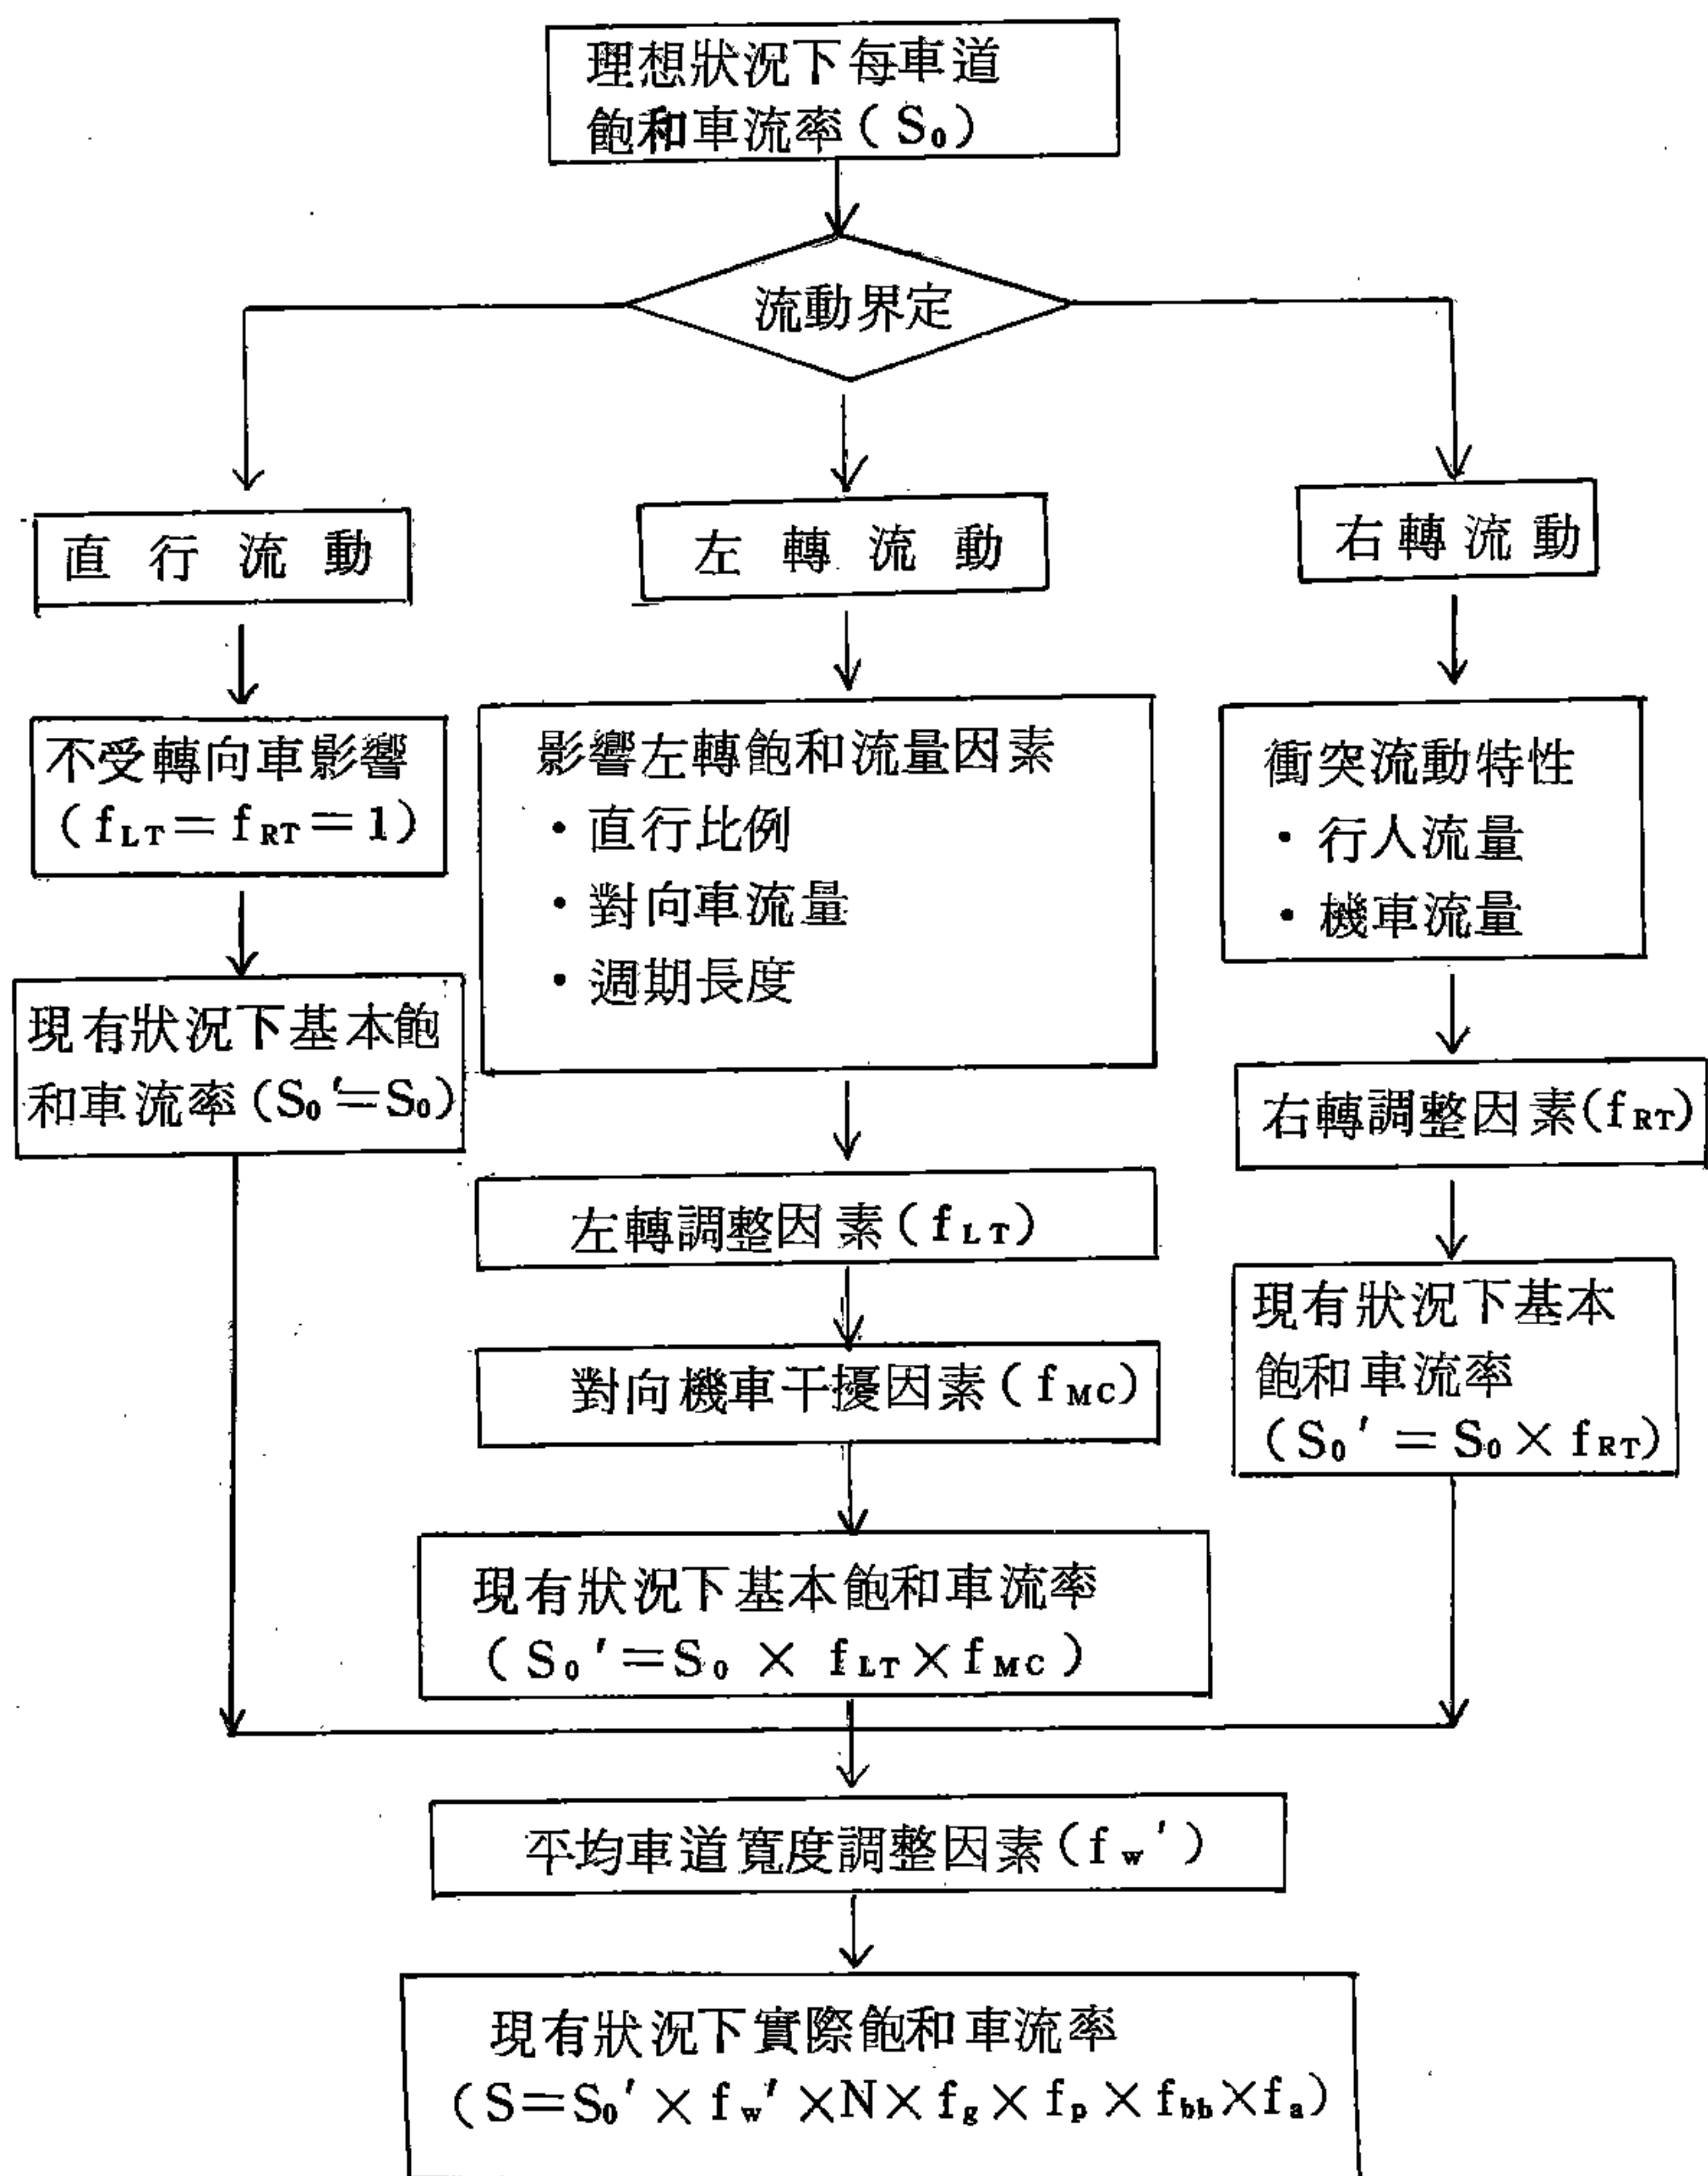 理想狀況下每車道
飽和車流率（S₀）
流動界定
直行流動
左轉流動
右轉流動
不受轉向車影響
（f_LT＝f_RT＝1）
現有狀況下基本飽
和車流率（S₀′＝S₀）
影響左轉飽和流量因素
・直行比例
・對向車流量
・週期長度
左轉調整因素（f_LT）
對向機車干擾因素（f_MC）
現有狀況下基本飽和車流率
（S₀′＝S₀×f_LT×f_MC）
衝突流動特性
・行人流量
・機車流量
右轉調整因素（f_RT）
現有狀況下基本
飽和車流率
（S₀′＝S₀×f_RT）
平均車道寬度調整因素（f_w′）
現有狀況下實際飽和車流率
（S＝S₀′×f_w′×N×f_g×f_p×f_bb×f_a）